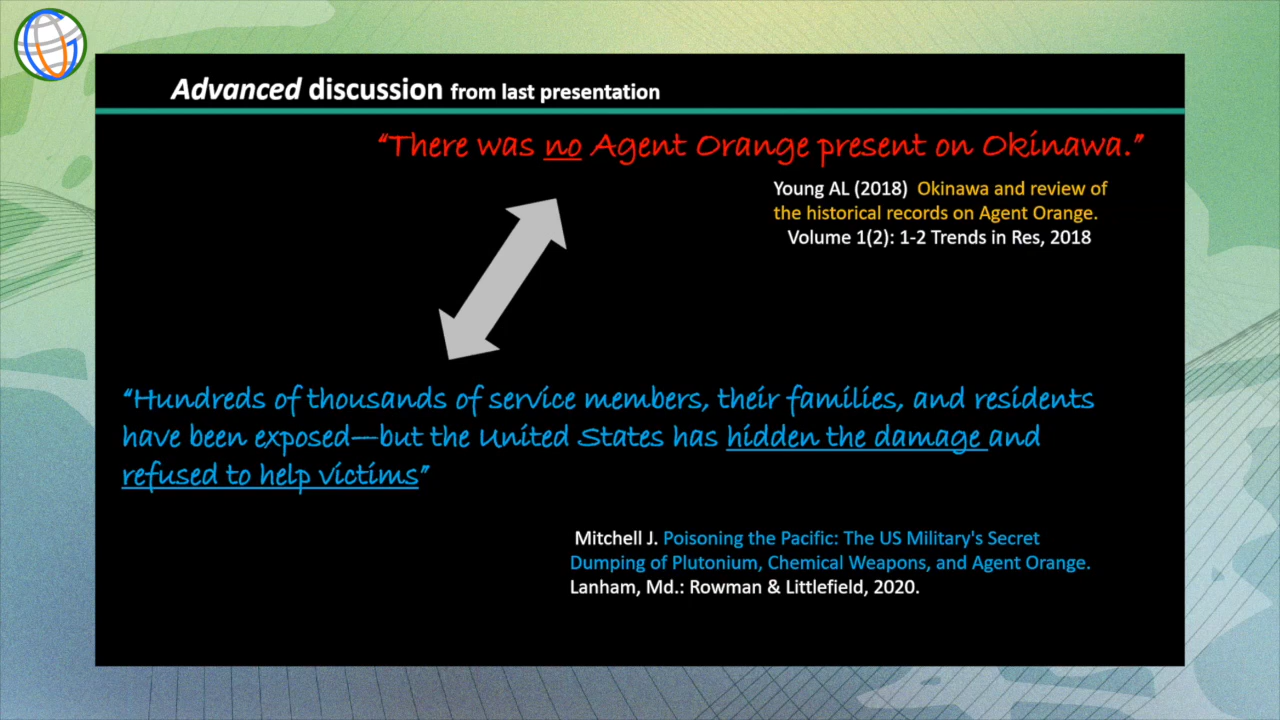 Advanced discussion from last presentation
“There was no Agent Orange present on Okinawa.”
Young AL (2018) Okinawa and review of
the historical records on Agent Orange.
Volume 1(2): 1-2 Trends in Res, 2018
“Hundreds of thousands of service members, their families, and residents
have been exposed—but the United States has hidden the damage and
refused to help victims”
Mitchell J. Poisoning the Pacific: The US Military's Secret
Dumping of Plutonium, Chemical Weapons, and Agent Orange.
Lanham, Md.: Rowman & Littlefield, 2020.